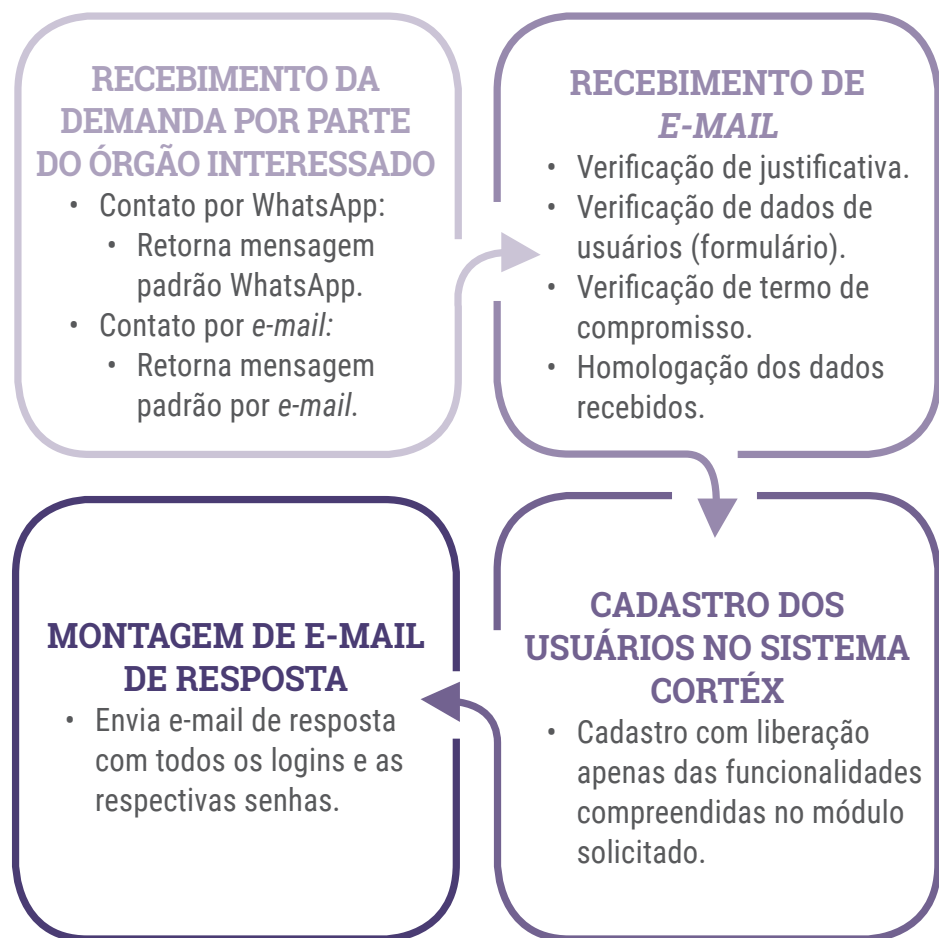 RECEBIMENTO DA
DEMANDA POR PARTE
DO ÓRGÃO INTERESSADO
• Contato por WhatsApp:
• Retorna mensagem
padrão WhatsApp.
• Contato por e-mail:
• Retorna mensagem
padrão por e-mail.
RECEBIMENTO DE
E-MAIL
• Verificação de justificativa.
• Verificação de dados de
usuários (formulário).
• Verificação de termo de
compromisso.
• Homologação dos dados
recebidos.
CADASTRO DOS
USUÁRIOS NO SISTEMA
CORTÉX
• Cadastro com liberação
apenas das funcionalidades
compreendidas no módulo
solicitado.
MONTAGEM DE E-MAIL
DE RESPOSTA
• Envia e-mail de resposta
com todos os logins e as
respectivas senhas.